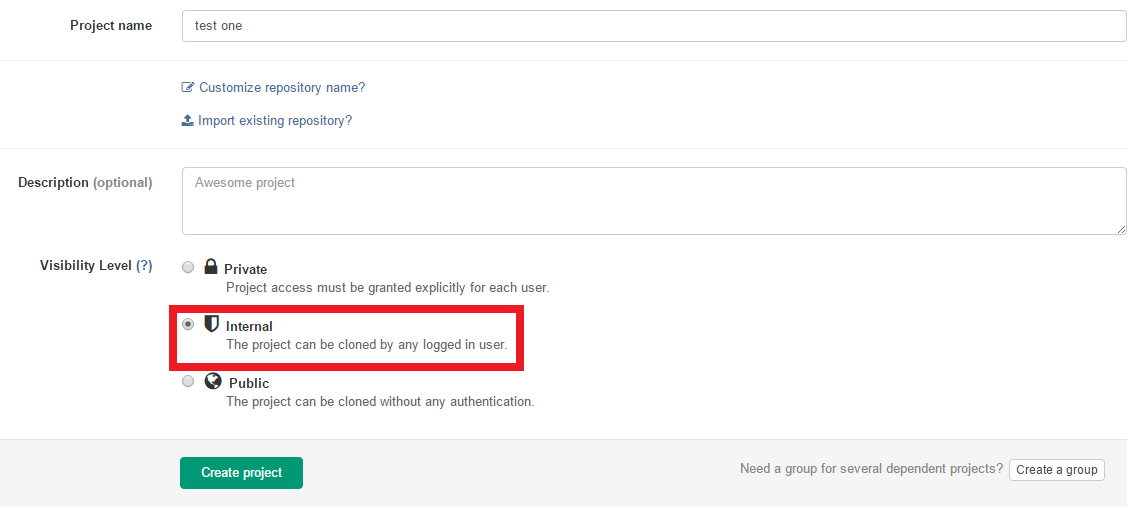 Project name
test one
Customize repository name?
Import existing repository?
Description (optional)
Awesome project
Visibility Level (?)
Private
Project access must be granted explicitly for each user.
Internal
The project can be cloned by any logged in user.
Public
The project can be cloned without any authentication.
Create project
Need a group for several dependent projects?
Create a group